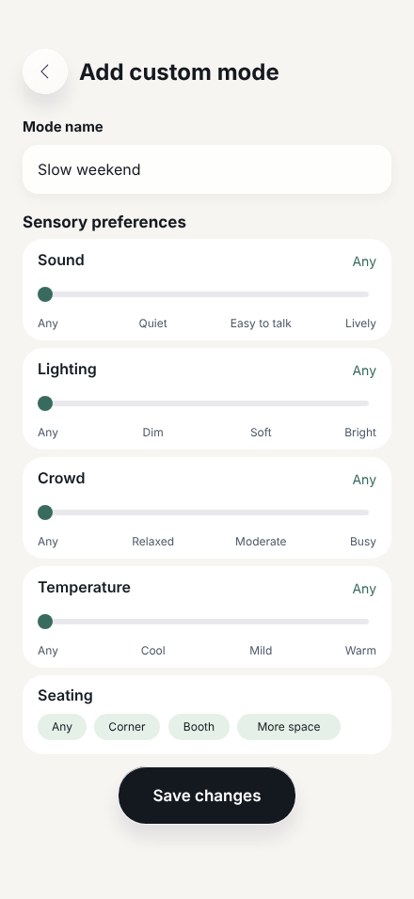 Add custom mode
Mode name
Slow weekend
Sensory preferences
Sound Any
Any Quiet Easy to talk Lively
Lighting Any
Any Dim Soft Bright
Crowd Any
Any Relaxed Moderate Busy
Temperature Any
Any Cool Mild Warm
Seating
Any Corner Booth More space
Save changes